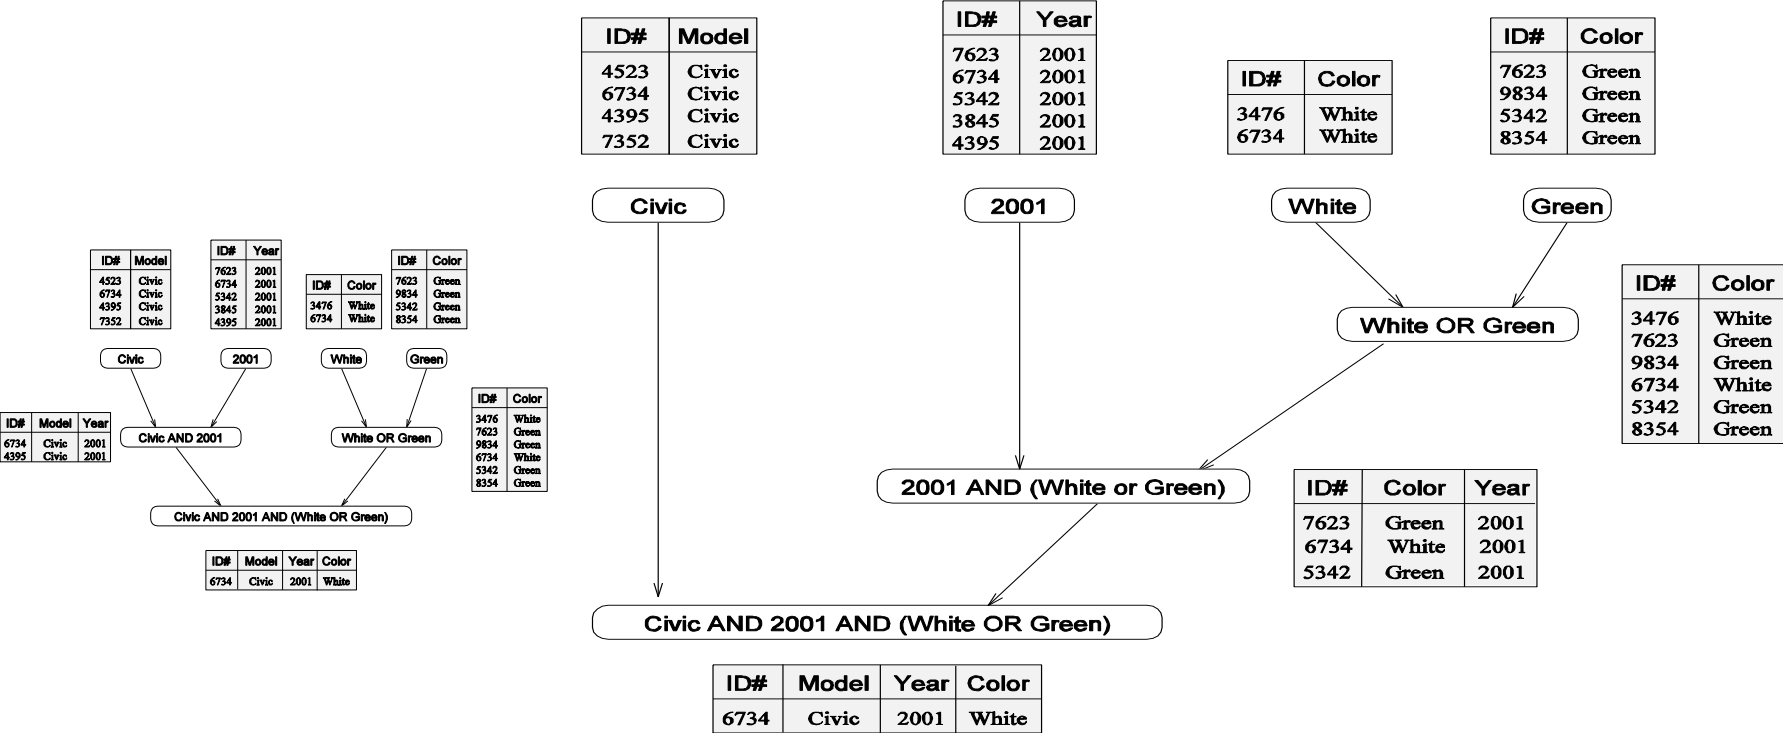 ID# Model
4523 Civic
6734 Civic
4395 Civic
7352 Civic
ID# Year
7623 2001
6734 2001
5342 2001
3845 2001
4395 2001
ID# Color
3476 White
6734 White
ID# Color
7623 Green
9834 Green
5342 Green
8354 Green
Civic
2001
White
Green
ID# Model Year
6734 Civic 2001
4395 Civic 2001
Civic AND 2001
White OR Green
ID# Color
3476 White
7623 Green
9834 Green
6734 White
5342 Green
8354 Green
Civic AND 2001 AND (White OR Green)
ID# Model Year Color
6734 Civic 2001 White
ID# Model
4523 Civic
6734 Civic
4395 Civic
7352 Civic
ID# Year
7623 2001
6734 2001
5342 2001
3845 2001
4395 2001
ID# Color
3476 White
6734 White
ID# Color
7623 Green
9834 Green
5342 Green
8354 Green
Civic
2001
White
Green
White OR Green
ID# Color
3476 White
7623 Green
9834 Green
6734 White
5342 Green
8354 Green
2001 AND (White or Green)
ID# Color Year
7623 Green 2001
6734 White 2001
5342 Green 2001
Civic AND 2001 AND (White OR Green)
ID# Model Year Color
6734 Civic 2001 White